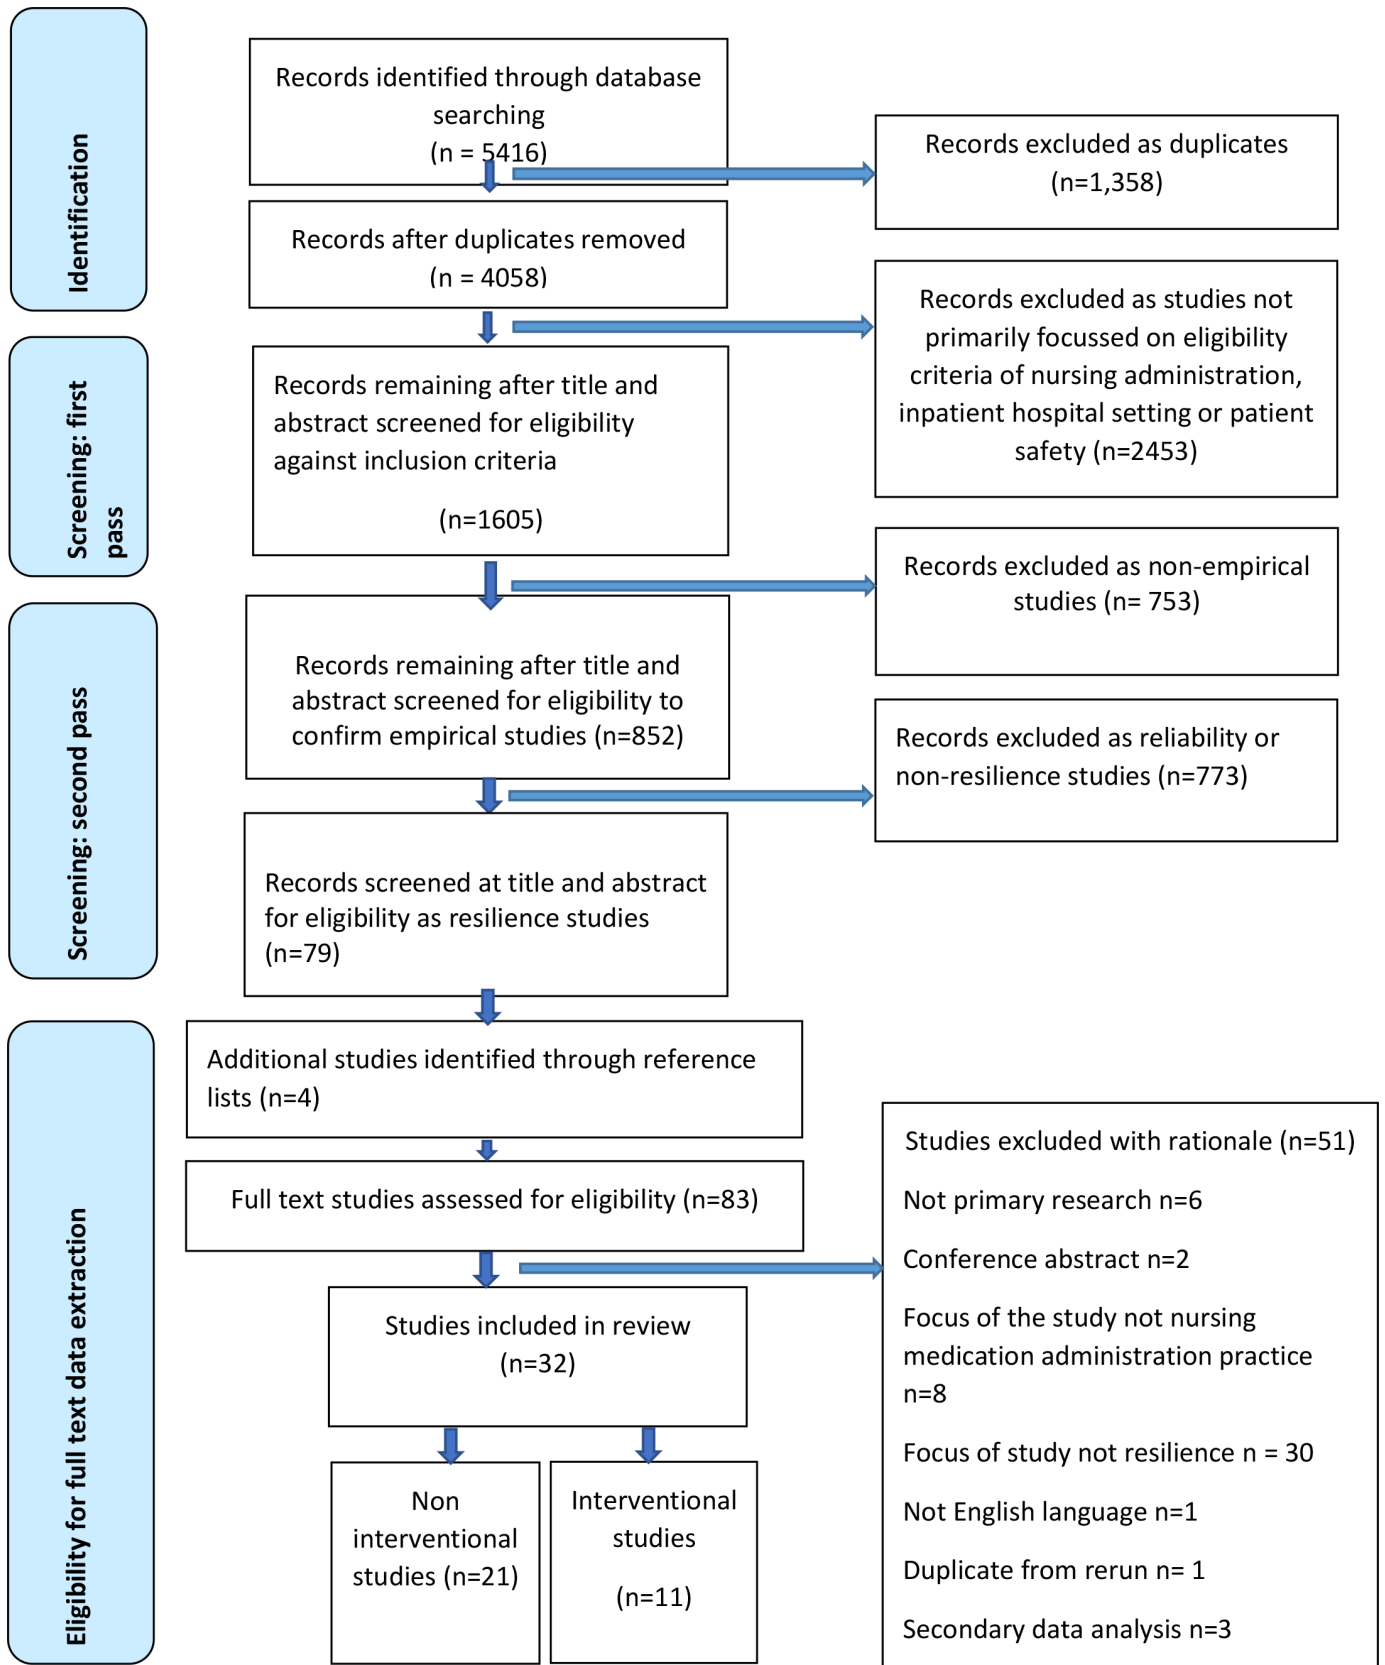 Identification
Records identified through database
searching
(n = 5416)
Records excluded as duplicates
(n=1,358)
Records after duplicates removed
(n = 4058)
Records excluded as studies not
primarily focussed on eligibility
criteria of nursing administration,
inpatient hospital setting or patient
safety (n=2453)
Screening: first
pass
Records remaining after title and
abstract screened for eligibility
against inclusion criteria
(n=1605)
Records excluded as non-empirical
studies (n= 753)
Screening: second pass
Records remaining after title and
abstract screened for eligibility to
confirm empirical studies (n=852)
Records excluded as reliability or
non-resilience studies (n=773)
Records screened at title and abstract
for eligibility as resilience studies
(n=79)
Eligibility for full text data extraction
Additional studies identified through reference
lists (n=4)
Full text studies assessed for eligibility (n=83)
Studies excluded with rationale (n=51)
Not primary research n=6
Conference abstract n=2
Focus of the study not nursing
medication administration practice
n=8
Focus of study not resilience n = 30
Not English language n=1
Duplicate from rerun n= 1
Secondary data analysis n=3
Studies included in review
(n=32)
Non
interventional
studies (n=21)
Interventional
studies
(n=11)